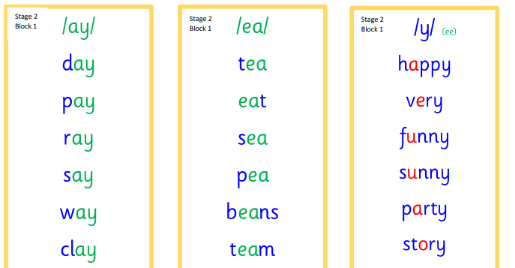 Stage 2
Block 1
/ay/
day
pay
ray
say
way
clay
Stage 2
Block 1
/ea/
tea
eat
sea
pea
beans
team
Stage 2
Block 1
/y/ (ee)
happy
very
funny
sunny
party
story